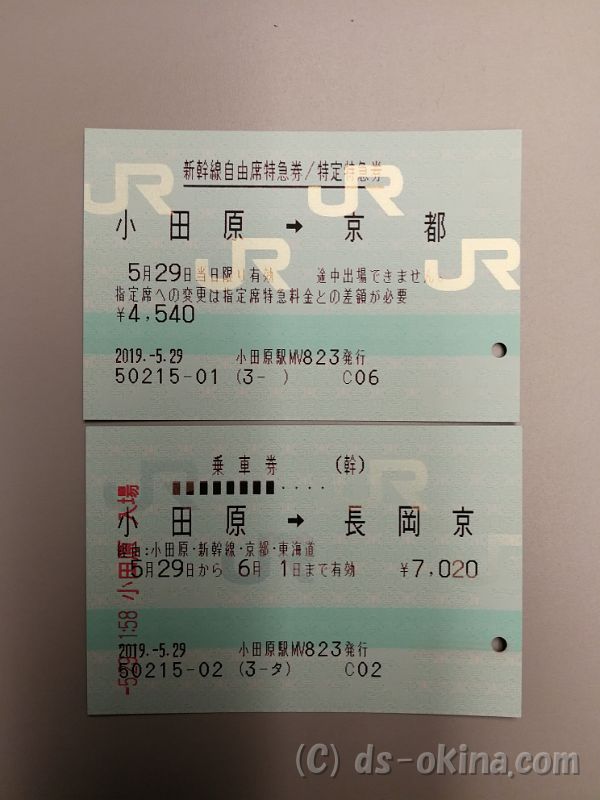 新幹線自由席特急券/特定特急券
小田原 → 京都
5月29日当日限り有効 途中出場できません。
指定席への変更は指定席特急料金との差額が必要
¥4,540
2019.-5.29 小田原駅MV823発行
50215-01 (3- ) C06
乗車券 (幹)
小田原 → 長岡京
経由:小田原・新幹線・京都・東海道
5月29日から 6月 1日まで有効 ¥7,020
2019.-5.29 小田原駅MV823発行
50215-02 (3-タ) C02
小田原 入場
JR
JR
JR
JR
JR
JR
(C) ds-okina.com